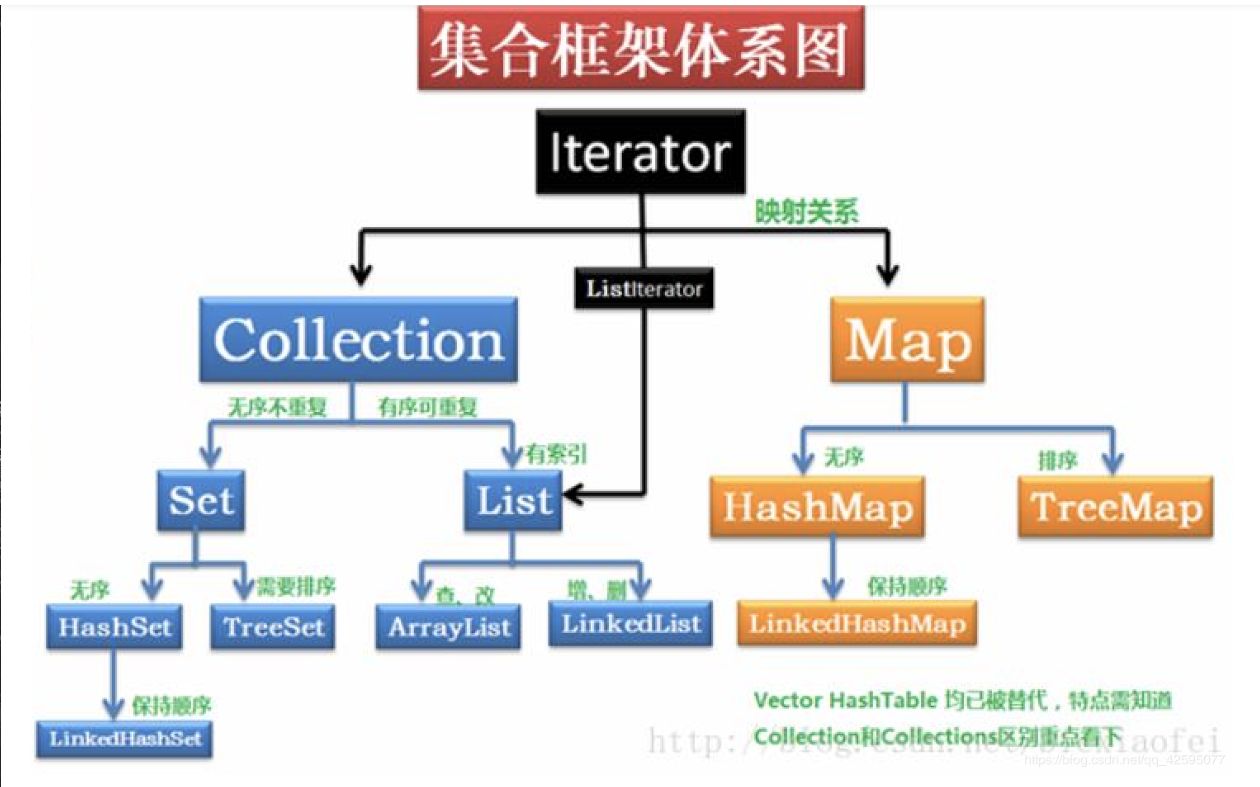 集合框架体系图
Iterator
映射关系
ListIterator
Collection
Map
无序不重复
有序可重复
有索引
无序
排序
Set
List
HashMap
TreeMap
无序
需要排序
查、改
增、删
保持顺序
HashSet
TreeSet
ArrayList
LinkedList
LinkedHashMap
保持顺序
LinkedHashSet
Vector HashTable 均已被替代，特点需知道
Collection和Collections区别重点看下
https://blog.csdn.net/qq_42595077